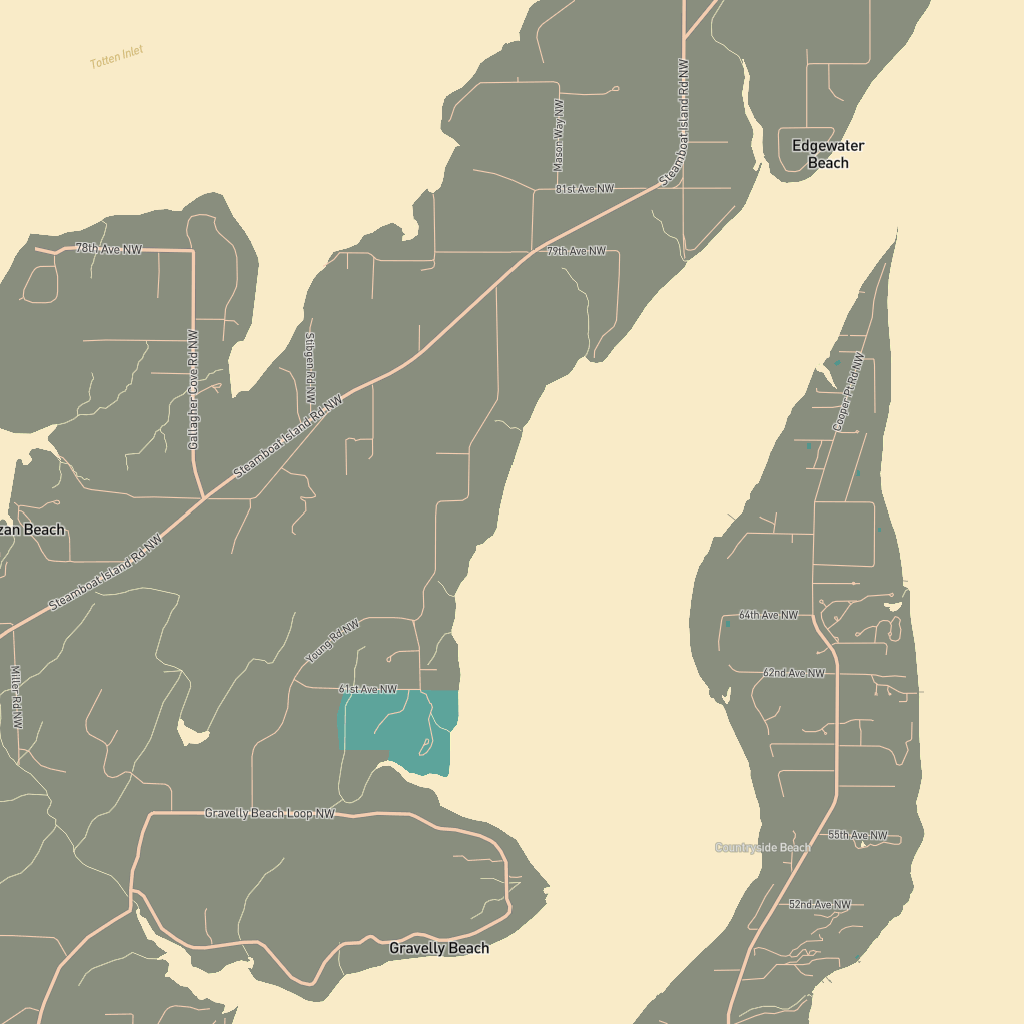 Totten Inlet
Steamboat Island Rd NW
Mason Way NW
Edgewater
Beach
81st Ave NW
78th Ave NW
79th Ave NW
Gallagher Cove Rd NW
Stibgen Rd NW
Cooper Pt Rd NW
Steamboat Island Rd NW
zan Beach
Steamboat Island Rd NW
64th Ave NW
Young Rd NW
62nd Ave NW
Miller Rd NW
61st Ave NW
Gravelly Beach Loop NW
55th Ave NW
Countryside Beach
52nd Ave NW
Gravelly Beach